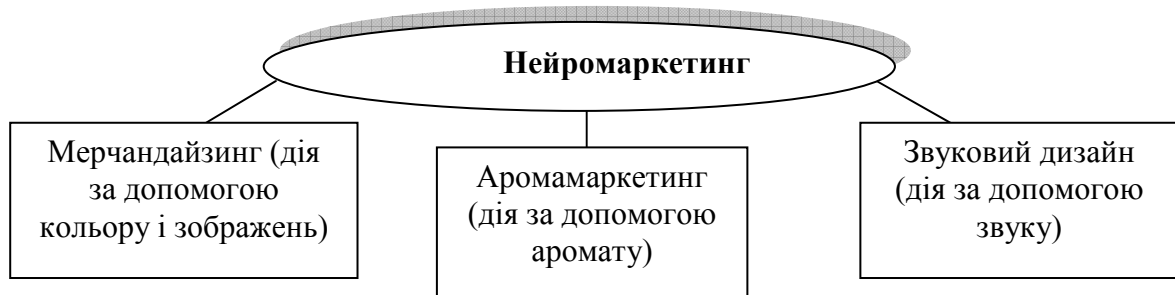 Нейромаркетинг
Мерчандайзинг (дія
за допомогою
кольору і зображень)
Аромамаркетинг
(дія за допомогою
аромату)
Звуковий дизайн
(дія за допомогою
звуку)